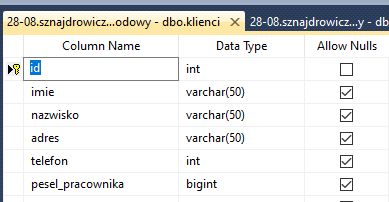 28-08.sznajdrowicz...odowy - dbo.klienci × 28-08.sznajdrowicz...y - db
Column Name Data Type Allow Nulls
id int
imie varchar(50)
nazwisko varchar(50)
adres varchar(50)
telefon int
pesel_pracownika bigint